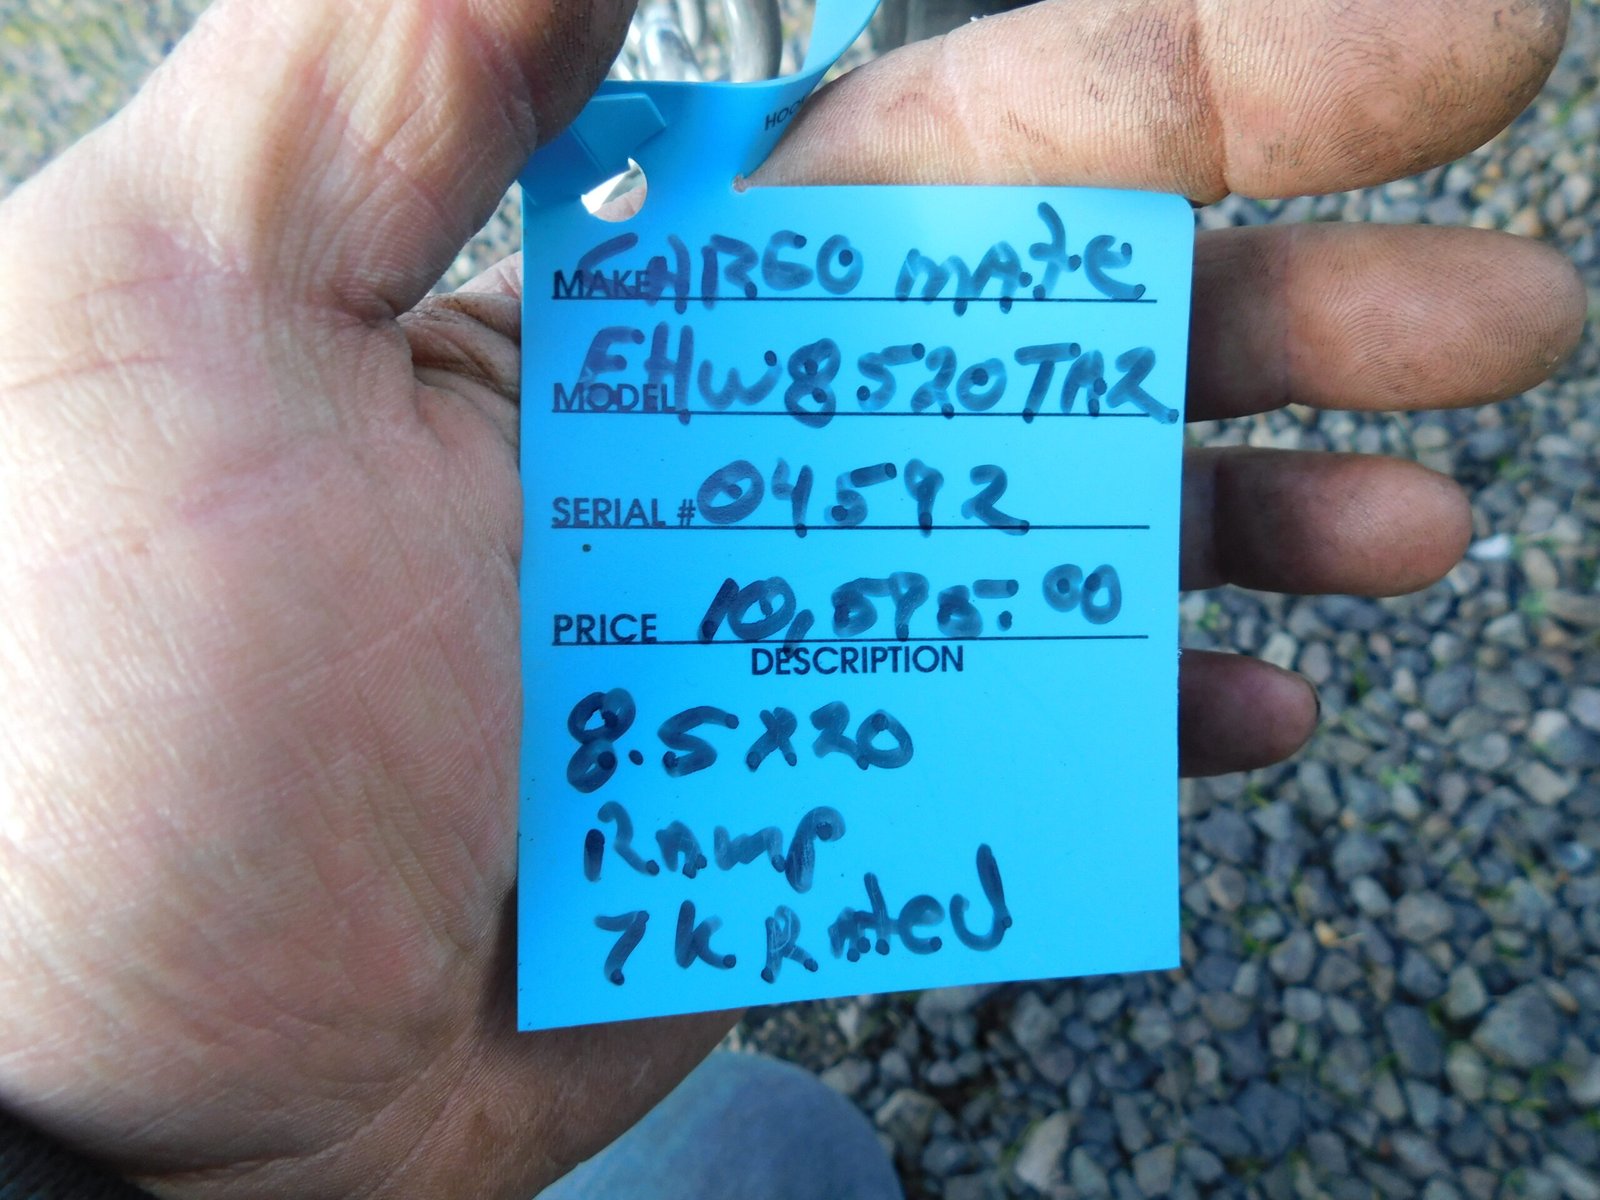 HOO
MAKE CARGO mAte
MODEL EHW8520TA2
SERIAL # 04592
PRICE 10,595.00
DESCRIPTION
8.5x20
RAmp
7k RAted